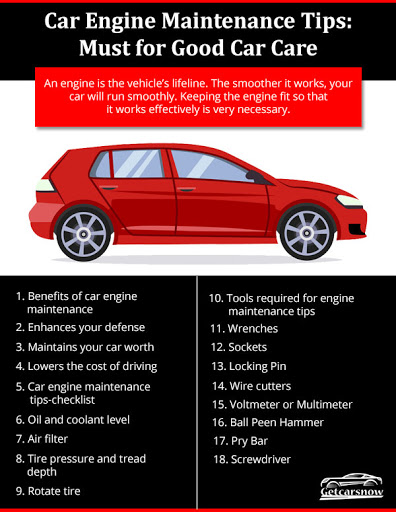 Car Engine Maintenance Tips:
Must for Good Car Care
An engine is the vehicle's lifeline. The smoother it works, your
car will run smoothly. Keeping the engine fit so that
it works effectively is very necessary.
1. Benefits of car engine
maintenance
2. Enhances your defense
3. Maintains your car worth
4. Lowers the cost of driving
5. Car engine maintenance
tips-checklist
6. Oil and coolant level
7. Air filter
8. Tire pressure and tread
depth
9. Rotate tire
10. Tools required for engine
maintenance tips
11. Wrenches
12. Sockets
13. Locking Pin
14. Wire cutters
15. Voltmeter or Multimeter
16. Ball Peen Hammer
17. Pry Bar
18. Screwdriver
Getcarsnow